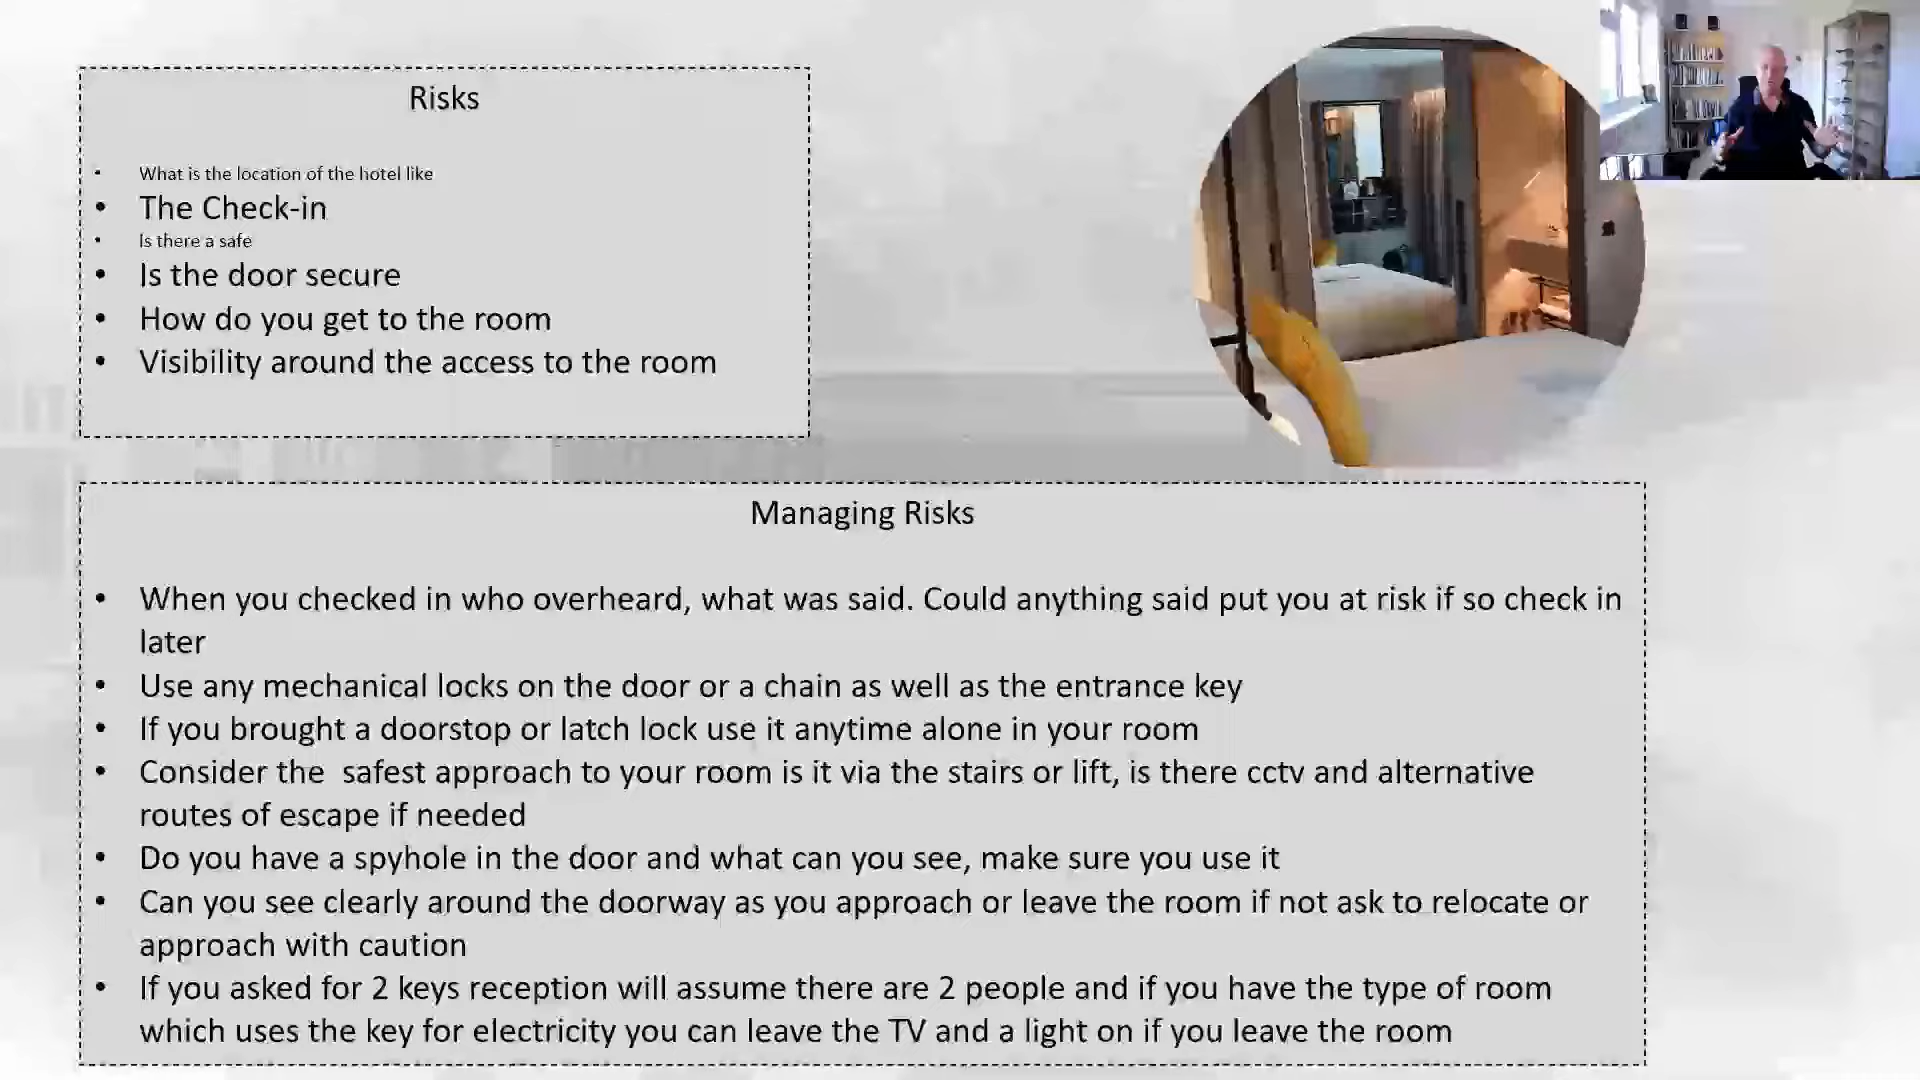 Risks
• What is the location of the hotel like
• The Check-in
• Is there a safe
• Is the door secure
• How do you get to the room
• Visibility around the access to the room
Managing Risks
• When you checked in who overheard, what was said. Could anything said put you at risk if so check in
later
• Use any mechanical locks on the door or a chain as well as the entrance key
• If you brought a doorstop or latch lock use it anytime alone in your room
• Consider the  safest approach to your room is it via the stairs or lift, is there cctv and alternative
routes of escape if needed
• Do you have a spyhole in the door and what can you see, make sure you use it
• Can you see clearly around the doorway as you approach or leave the room if not ask to relocate or
approach with caution
• If you asked for 2 keys reception will assume there are 2 people and if you have the type of room
which uses the key for electricity you can leave the TV and a light on if you leave the room